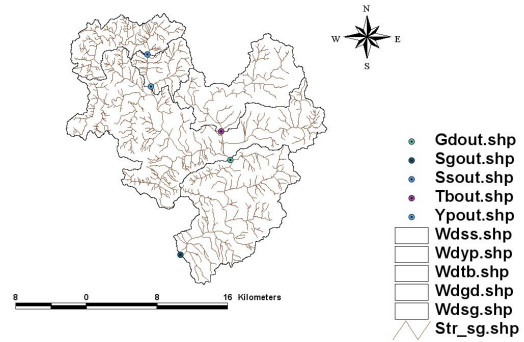 N
W E
S
Gdout.shp
Sgout.shp
Ssout.shp
Tbout.shp
Ypout.shp
Wdss.shp
Wdyp.shp
Wdtb.shp
Wdgd.shp
Wdsg.shp
Str_sg.shp
8 0 8 16 Kilometers